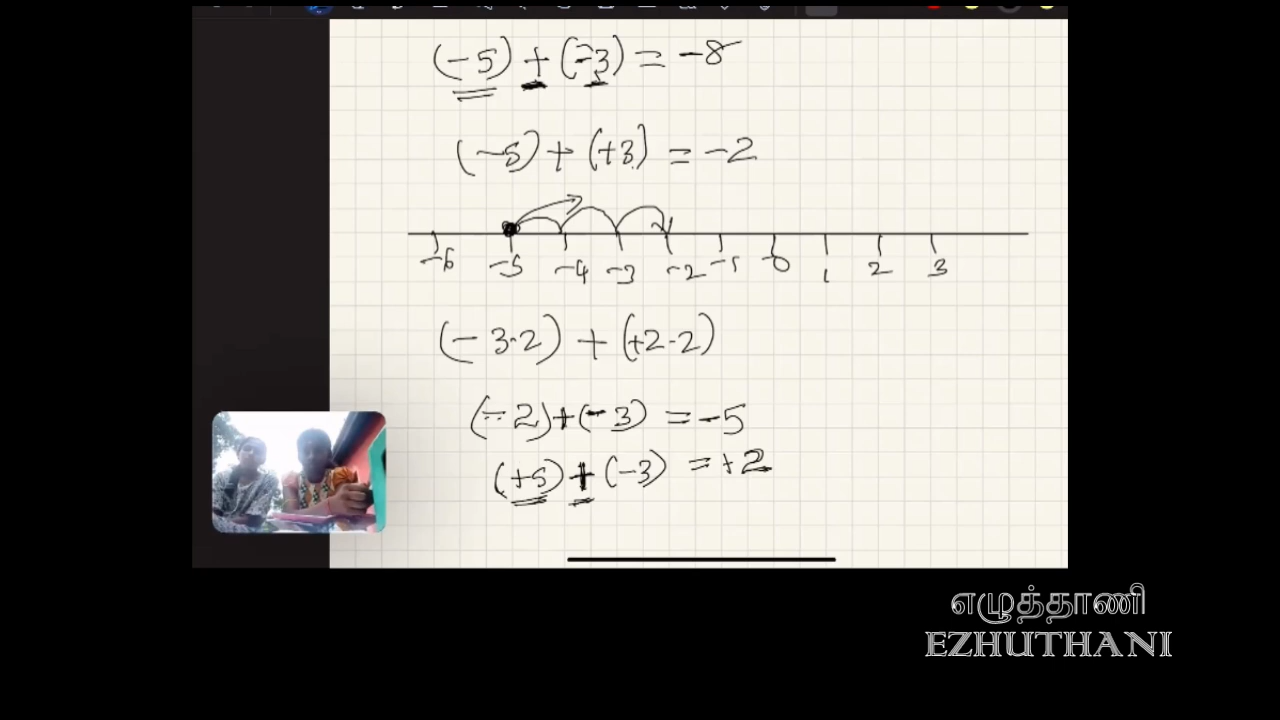 (-5) + (-3) = -8
(-5) + (+3) = -2
-6 -5 -4 -3 -2 -1 -0 1 2 3
(- 3.2) + (+2.2)
(-2)+(-3) = -5
(+5) + (-3) = +2
எழுத்தாணி
EZHUTHANI